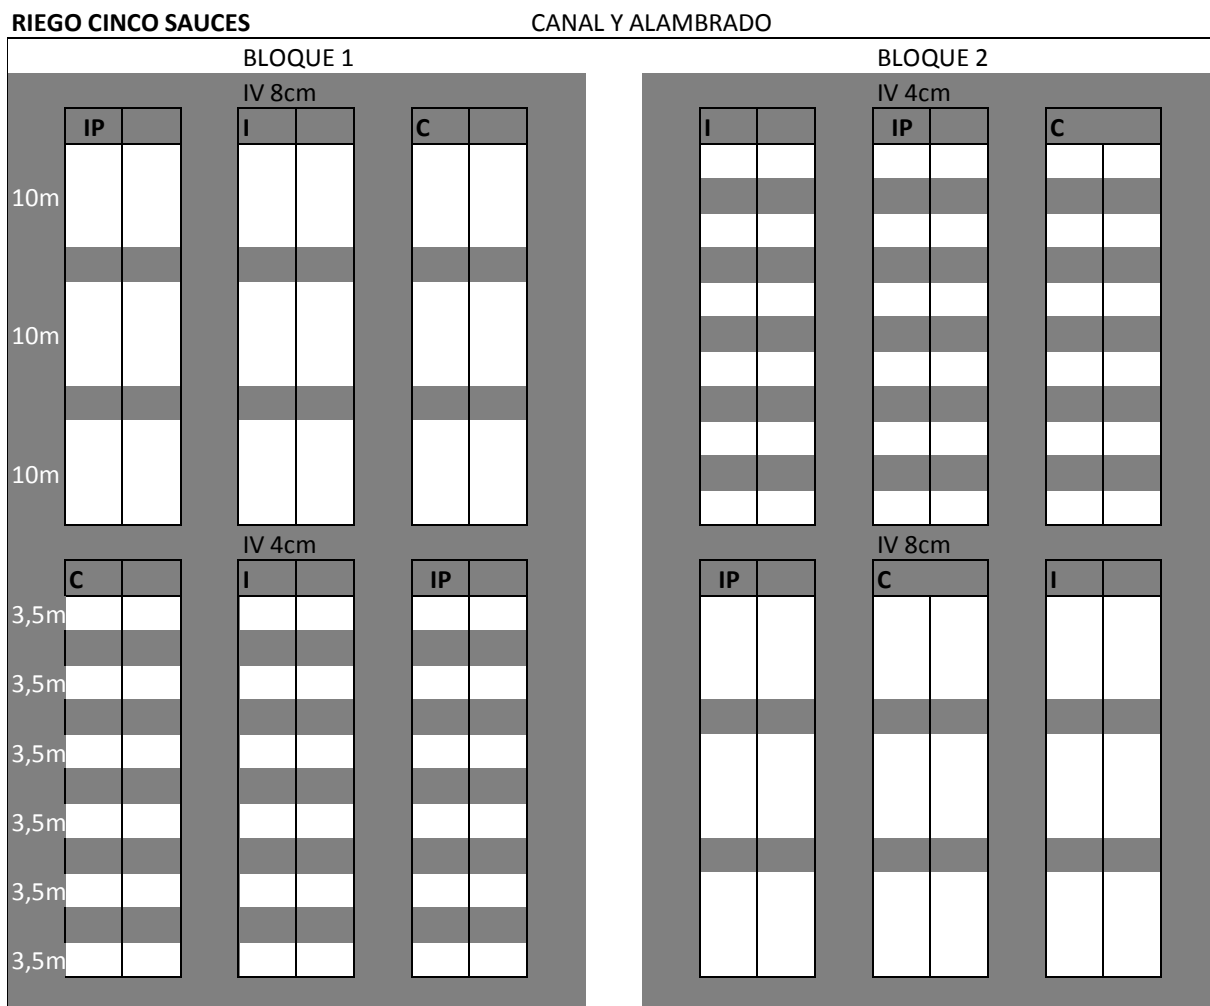 RIEGO CINCO SAUCES CANAL Y ALAMBRADO
BLOQUE 1 BLOQUE 2
IV 8cm IV 4cm
IP I C I IP C
10m
10m
10m
IV 4cm IV 8cm
C I IP IP C I
3,5m
3,5m
3,5m
3,5m
3,5m
3,5m